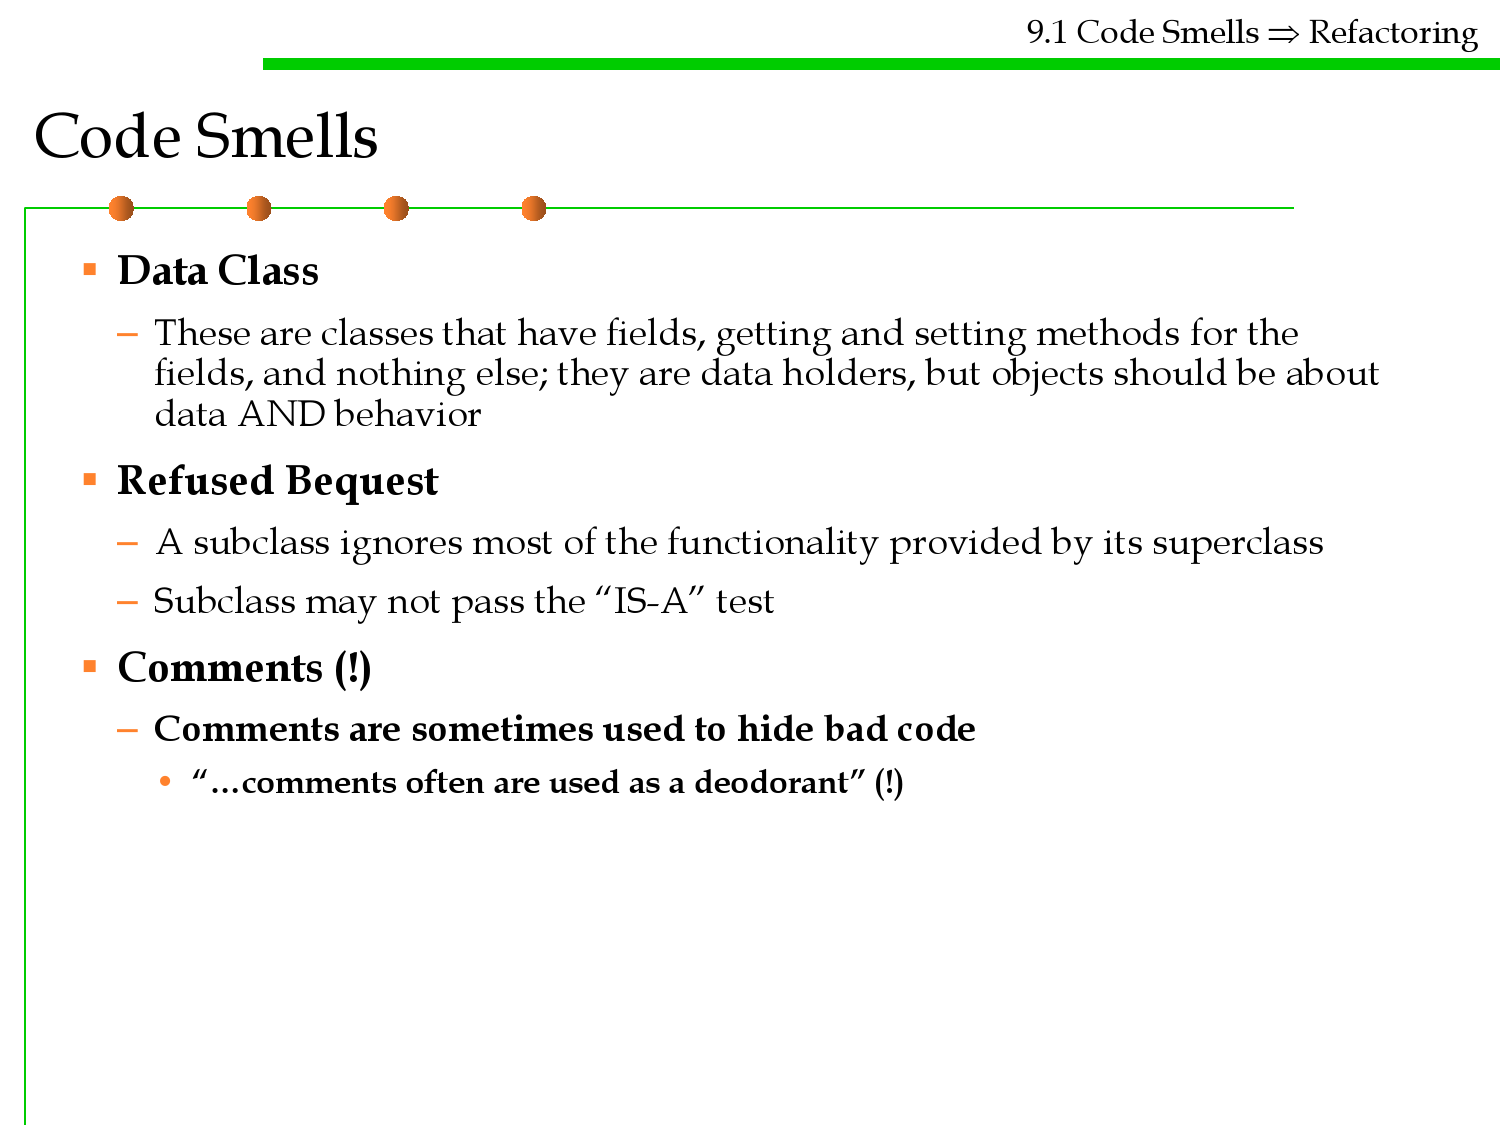 9.1 Code Smells ⇒ Refactoring
Code Smells
▪ Data Class
– These are classes that have fields, getting and setting methods for the
fields, and nothing else; they are data holders, but objects should be about
data AND behavior
▪ Refused Bequest
– A subclass ignores most of the functionality provided by its superclass
– Subclass may not pass the “IS-A” test
▪ Comments (!)
– Comments are sometimes used to hide bad code
• “…comments often are used as a deodorant” (!)